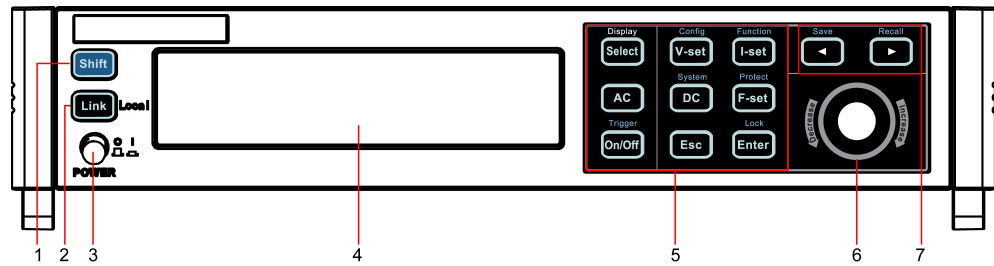 Display Config Function Save Recall
Shift Select V-set I-set ◄ ►
System Protect
Link Local AC DC F-set
Decrease Increase
Trigger Lock
On/Off Esc Enter
O I
POWER
1 2 3 4 5 6 7